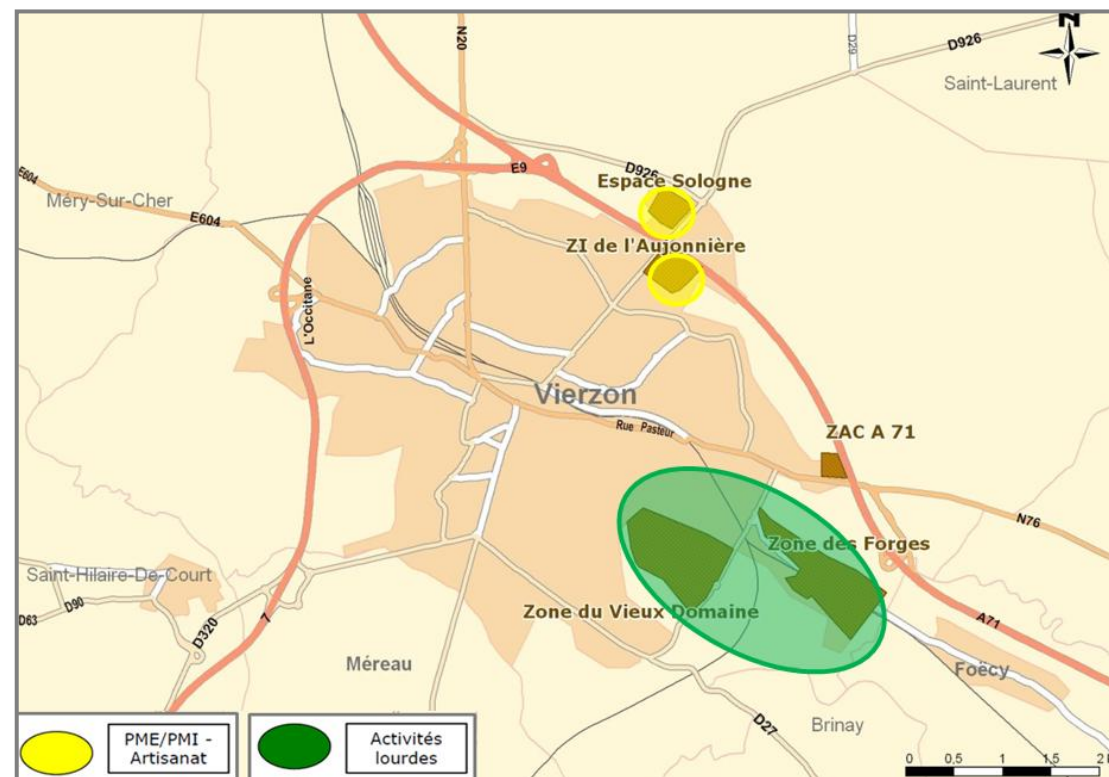 N20
D29
D926
N
Saint-Laurent
E604
Méry-Sur-Cher
E604
E9
D926
Espace Sologne
ZI de l'Aujonnière
L'Occitane
Vierzon
Rue Pasteur
ZAC A 71
N76
Zone des Forges
Saint-Hilaire-De-Court
D90
D63
D320
7
Zone du Vieux Domaine
A71
Méreau
Foëcy
Brinay
D27
PME/PMI -
Artisanat
Activités
lourdes
0 0,5 1 1,5 2